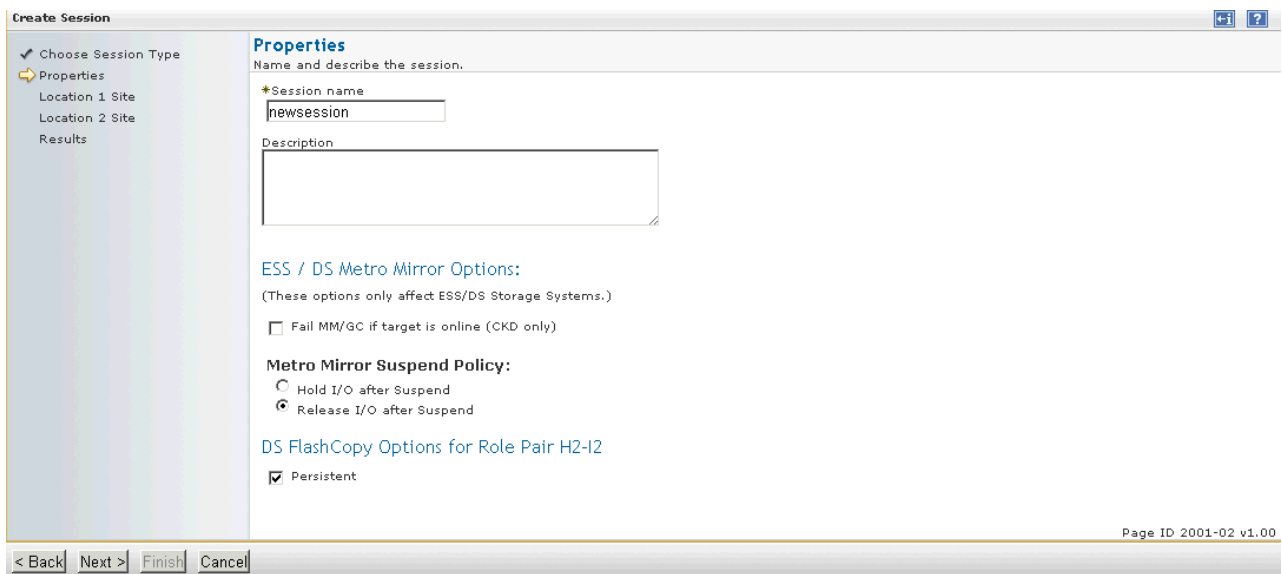 Create Session
?
Choose Session Type
Properties
Location 1 Site
Location 2 Site
Results
Properties
Name and describe the session.
*Session name
newsession
Description
ESS / DS Metro Mirror Options:
(These options only affect ESS/DS Storage Systems.)
Fail MM/GC if target is online (CKD only)
Metro Mirror Suspend Policy:
Hold I/O after Suspend
Release I/O after Suspend
DS FlashCopy Options for Role Pair H2-I2
Persistent
Page ID 2001-02 v1.00
< Back Next > Finish Cancel